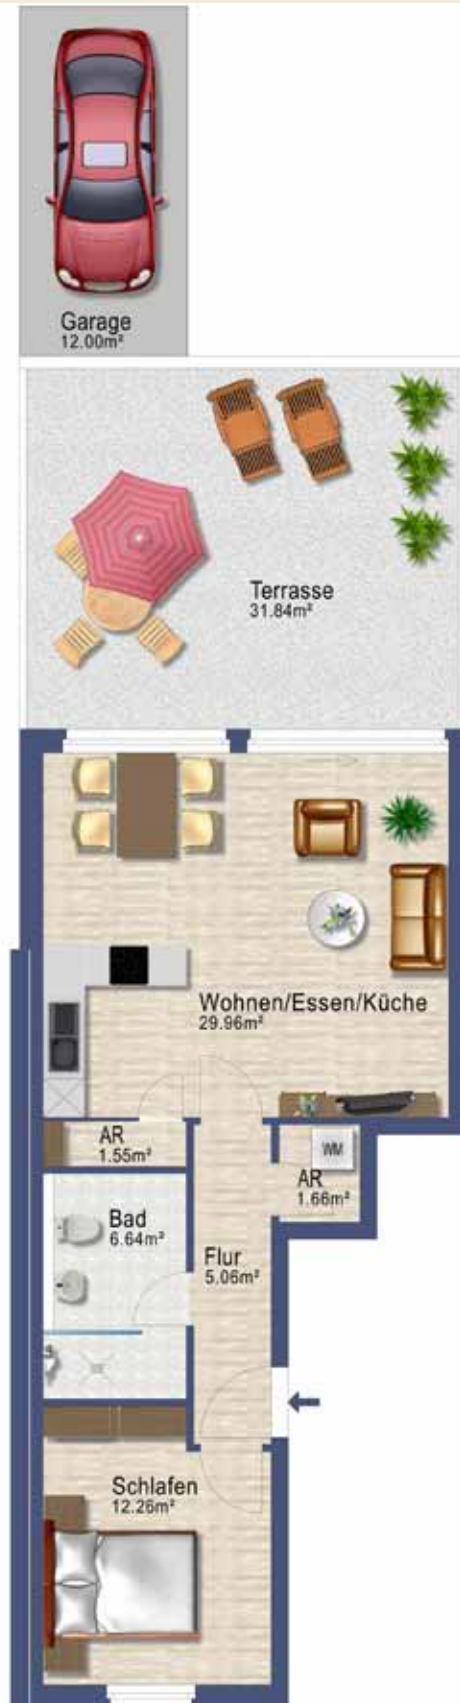 Garage
12.00m²
Terrasse
31.84m²
Wohnen/Essen/Küche
29.96m²
AR
1.55m²
WM
AR
1.66m²
Bad
6.64m²
Flur
5.06m²
Schlafen
12.26m²